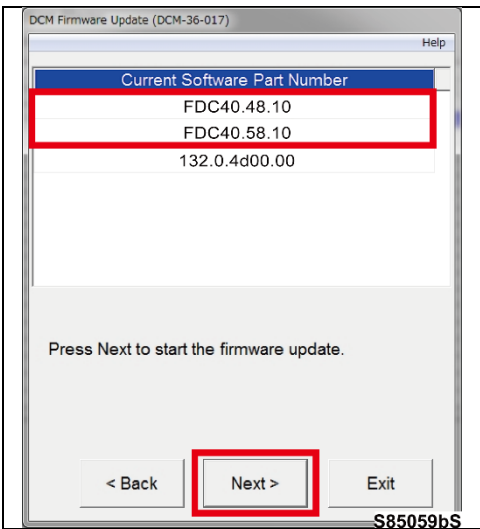 DCM Firmware Update (DCM-36-017)
Help
Current Software Part Number
FDC40.48.10
FDC40.58.10
132.0.4d00.00
Press Next to start the firmware update.
< Back Next > Exit
S85059bS